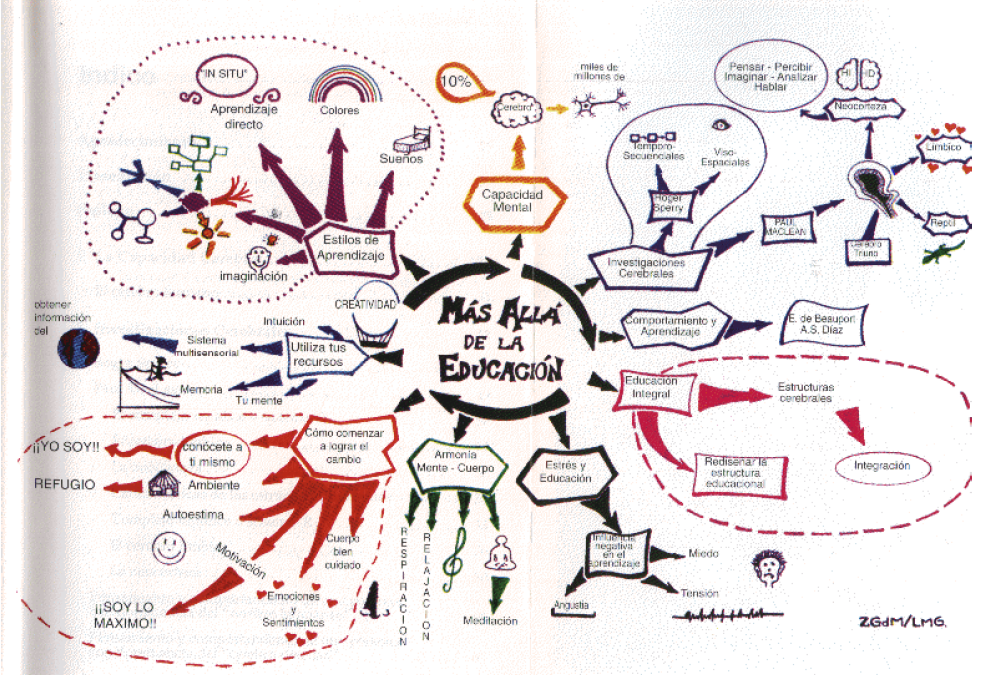 "IN SITU"
Aprendizaje
directo
Colores
Sueños
imaginación
Estilos de
Aprendizaje
10%
Cerebro
miles de
millones de
Capacidad
Mental
Pensar - Percibir
Imaginar - Analizar
Hablar
HI
HD
Neocorteza
Límbico
Reptil
Cerebro
Triuno
PAUL
MACLEAN
Temporo-
Secuenciales
Viso-
Espaciales
Roger
Sperry
Investigaciones
Cerebrales
MÁS ALLÁ
DE LA
EDUCACIÓN
Comportamiento y
Aprendizaje
E. de Beauport
A.S. Díaz
Educación
Integral
Estructuras
cerebrales
Integración
Rediseñar la
estructura
educacional
CREATIVIDAD
Intuición
Utiliza tus
recursos
Sistema
multisensorial
obtener
información
del
Memoria
Tu mente
Cómo comenzar
a lograr el
cambio
conócete a
ti mismo
¡¡YO SOY!!
Ambiente
REFUGIO
Autoestima
Motivación
¡¡SOY LO
MAXIMO!!
Emociones
y
Sentimientos
Cuerpo
bien
cuidado
Armonía
Mente - Cuerpo
RESPIRACION
RELAJACION
Meditación
Estrés y
Educación
Influencia
negativa
en el
aprendizaje
Miedo
Tensión
Angustia
ZGdM/LMG.